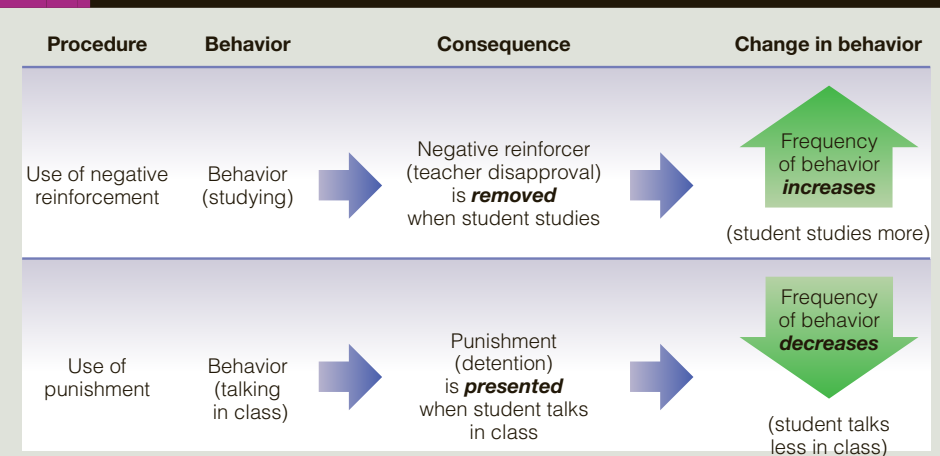 Procedure
Behavior
Consequence
Change in behavior
Use of negative
reinforcement
Behavior
(studying)
Negative reinforcer
(teacher disapproval)
is removed
when student studies
Frequency
of behavior
increases
(student studies more)
Use of
punishment
Behavior
(talking
in class)
Punishment
(detention)
is presented
when student talks
in class
Frequency
of behavior
decreases
(student talks
less in class)